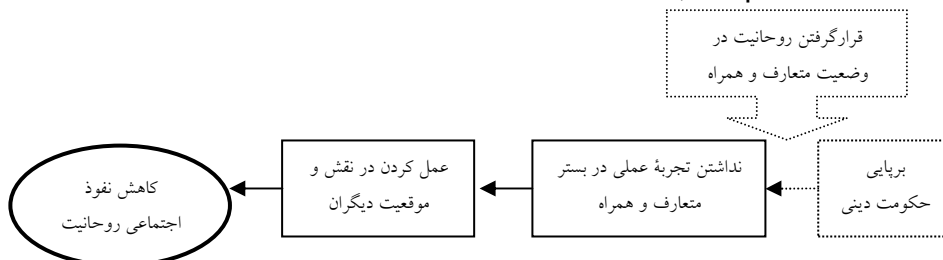 قرارگرفتن روحانیت در
وضعیت متعارف و همراه
برپایی
حکومت دینی
نداشتن تجربهٔ عملی در بستر
متعارف و همراه
عمل کردن در نقش و
موقعیت دیگران
کاهش نفوذ
اجتماعی روحانیت